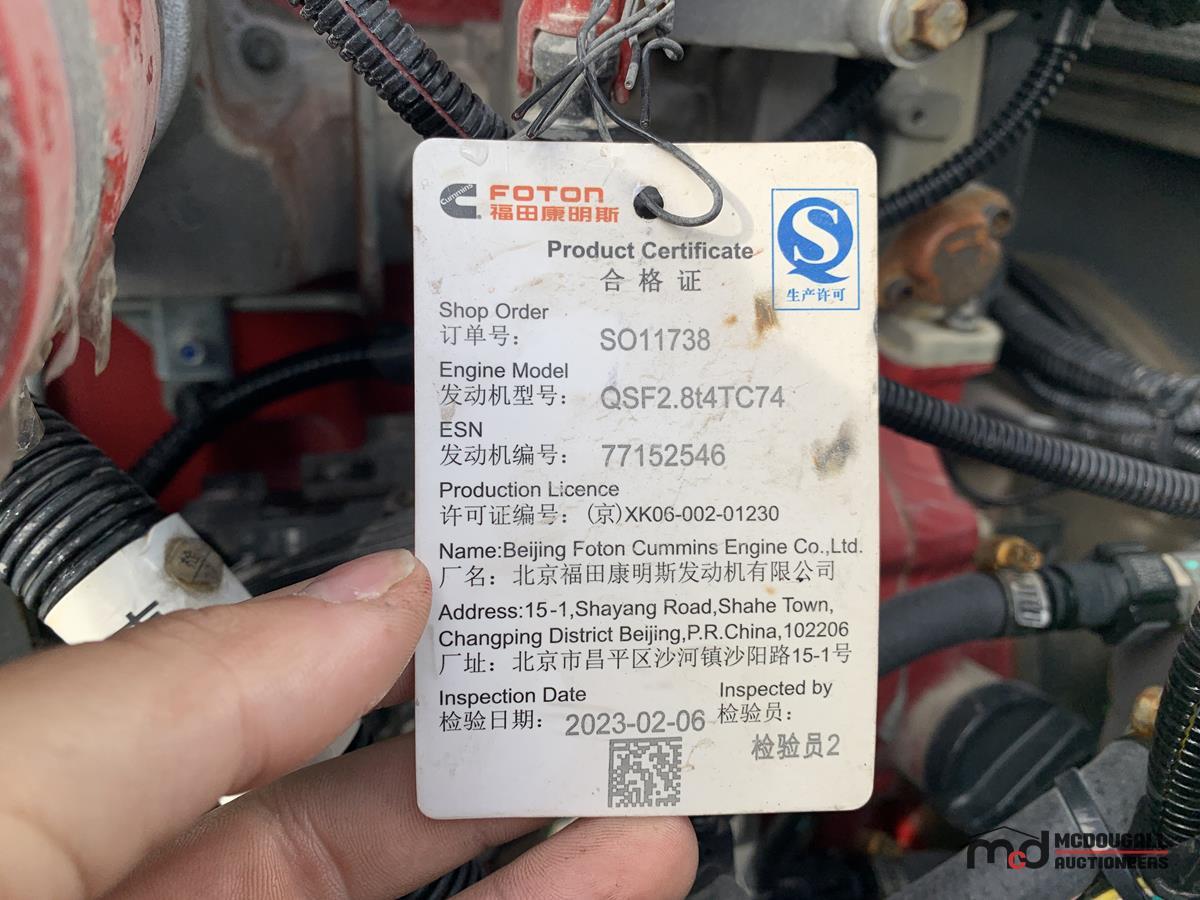 Cummins
FOTON
福田康明斯
Product Certificate
合格证
生产许可
Shop Order
订单号: SO11738
Engine Model
发动机型号: QSF2.8t4TC74
ESN
发动机编号: 77152546
Production Licence
许可证编号: (京)XK06-002-01230
Name:Beijing Foton Cummins Engine Co.,Ltd.
厂名: 北京福田康明斯发动机有限公司
Address:15-1,Shayang Road,Shahe Town,
Changping District Beijing,P.R.China,102206
厂址: 北京市昌平区沙河镇沙阳路15-1号
Inspection Date Inspected by
检验日期: 2023-02-06 检验员:
检验员2
mcd MCDOUGALL
AUCTIONEERS